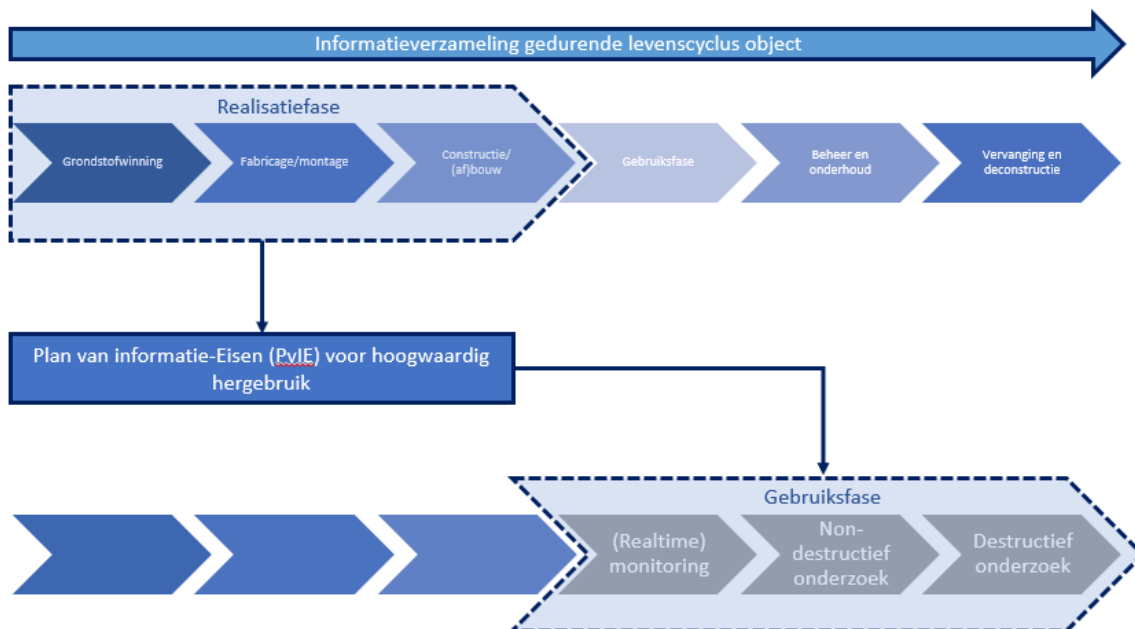 Informatieverzameling gedurende levenscyclus object
Realisatiefase
Grondstofwinning
Fabricage/montage
Constructie/
(af)bouw
Gebruiksfase
Beheer en
onderhoud
Vervanging en
deconstructie
Plan van informatie-Eisen (PvIE) voor hoogwaardig
hergebruik
Gebruiksfase
(Realtime)
monitoring
Non-
destructief
onderzoek
Destructief
onderzoek